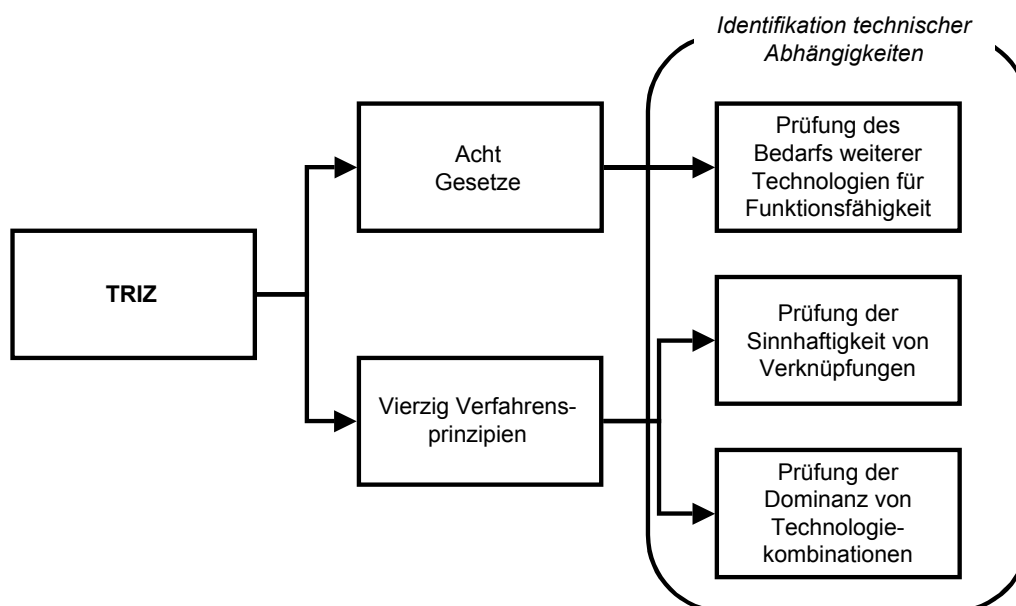 Identifikation technischer
Abhängigkeiten
Prüfung des
Bedarfs weiterer
Technologien für
Funktionsfähigkeit
Acht
Gesetze
TRIZ
Prüfung der
Sinnhaftigkeit von
Verknüpfungen
Vierzig Verfahrens-
prinzipien
Prüfung der
Dominanz von
Technologie-
kombinationen